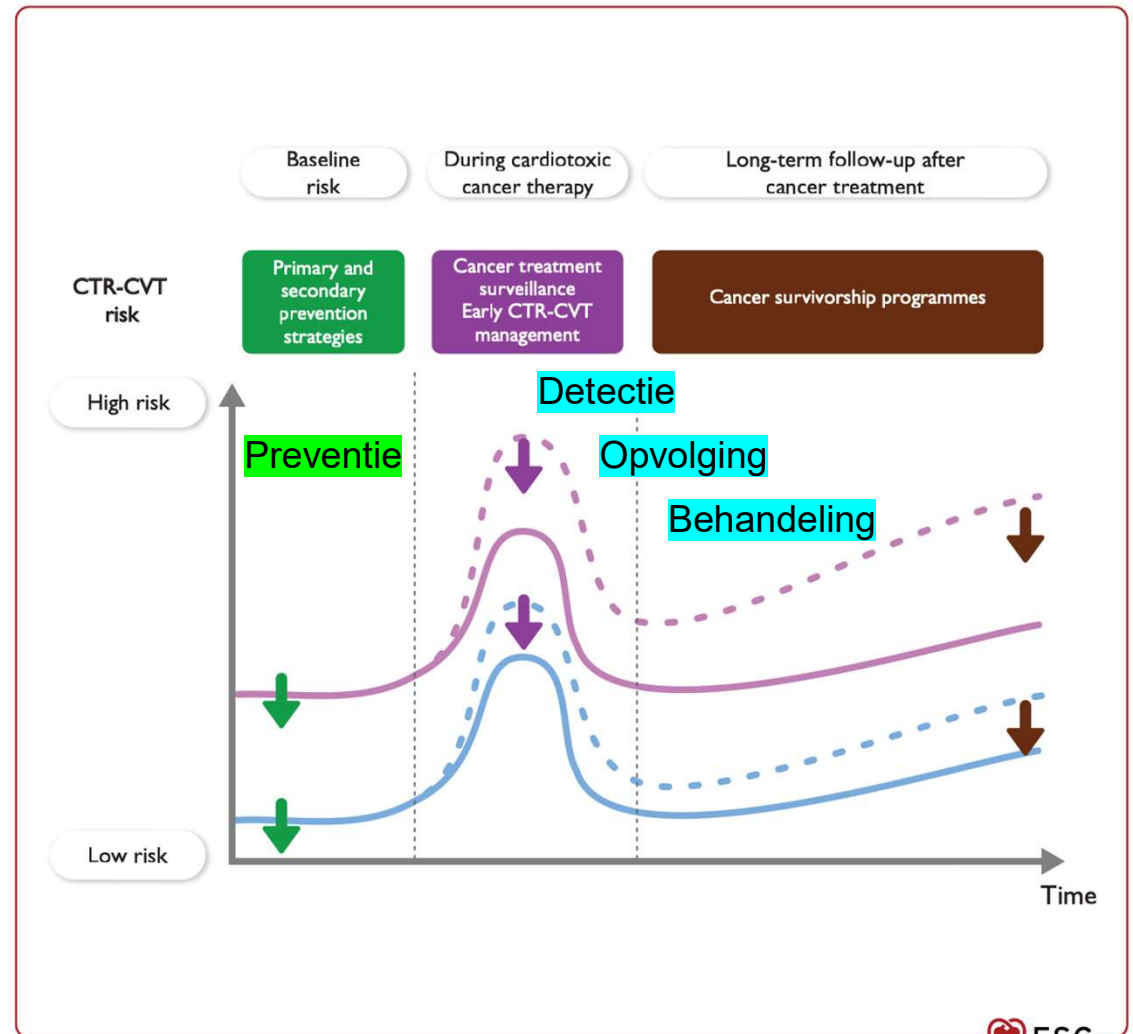 Baseline
risk
During cardiotoxic
cancer therapy
Long-term follow-up after
cancer treatment
CTR-CVT
risk
Primary and
secondary
prevention
strategies
Cancer treatment
surveillance
Early CTR-CVT
management
Cancer survivorship programmes
High risk
Detectie
Preventie
Opvolging
Behandeling
Low risk
Time
ESC